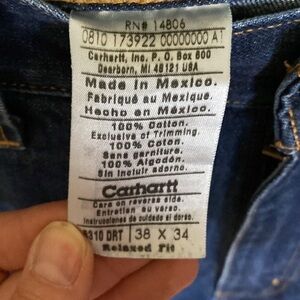 RN# 14806
0810 173922 00000000 A1
Carhartt, Inc. P.O. Box 600
Dearborn, MI 48121 USA
Made in Mexico.
Fabriqué au Mexique.
Hecho en México.
100% Cotton.
Exclusive of Trimming.
100% Coton.
Sans garniture.
100% Algodón.
Sin incluir adorno.
Carhartt
Care on reverse side.
Entretien au verso.
Instrucciones de cuidado al dorso.
B310 DRT 38 X 34
Relaxed Fit